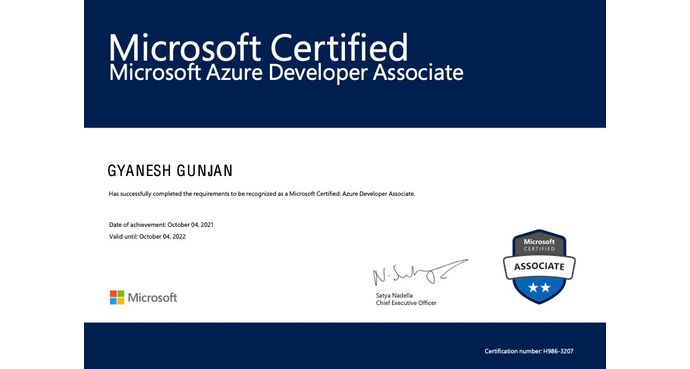 Microsoft Certified
Microsoft Azure Developer Associate
GYANESH GUNJAN
Has successfully completed the requirements to be recognized as a Microsoft Certified: Azure Developer Associate.
Date of achievement: October 04, 2021
Valid until: October 04, 2022
Microsoft
CERTIFIED
ASSOCIATE
Satya Nadella
Chief Executive Officer
Microsoft
Certification number: H986-3207